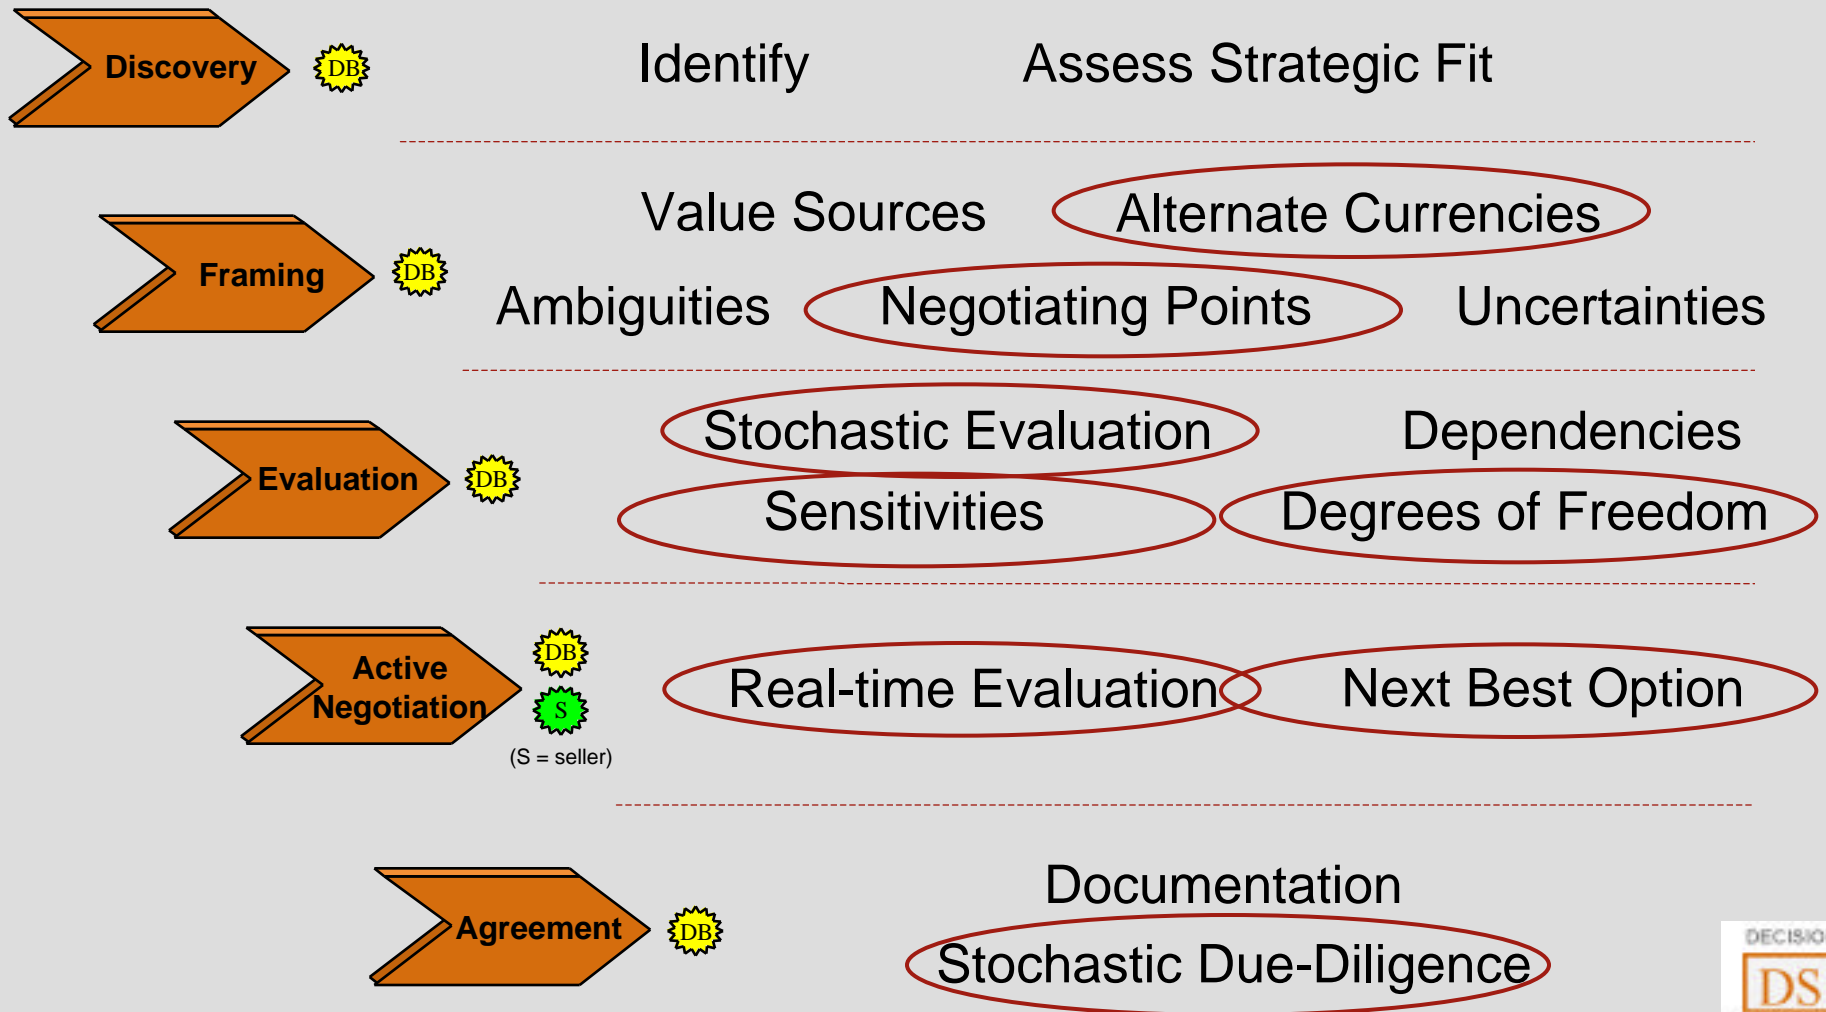 Discovery DB Identify Assess Strategic Fit
Value Sources Alternate Currencies
Framing DB
Ambiguities Negotiating Points Uncertainties
Stochastic Evaluation Dependencies
Evaluation DB
Sensitivities Degrees of Freedom
Active
Negotiation
DB
S
(S = seller)
Real-time Evaluation Next Best Option
Documentation
Agreement DB
Stochastic Due-Diligence
DECISIO
DS